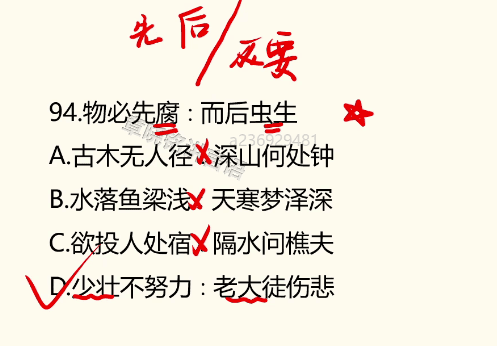 先后/必要
94.物必先腐：而后虫生
a236929481
A.古木无人径：深山何处钟
B.水落鱼梁浅：天寒梦泽深
C.欲投人处宿：隔水问樵夫
D.少壮不努力：老大徒伤悲